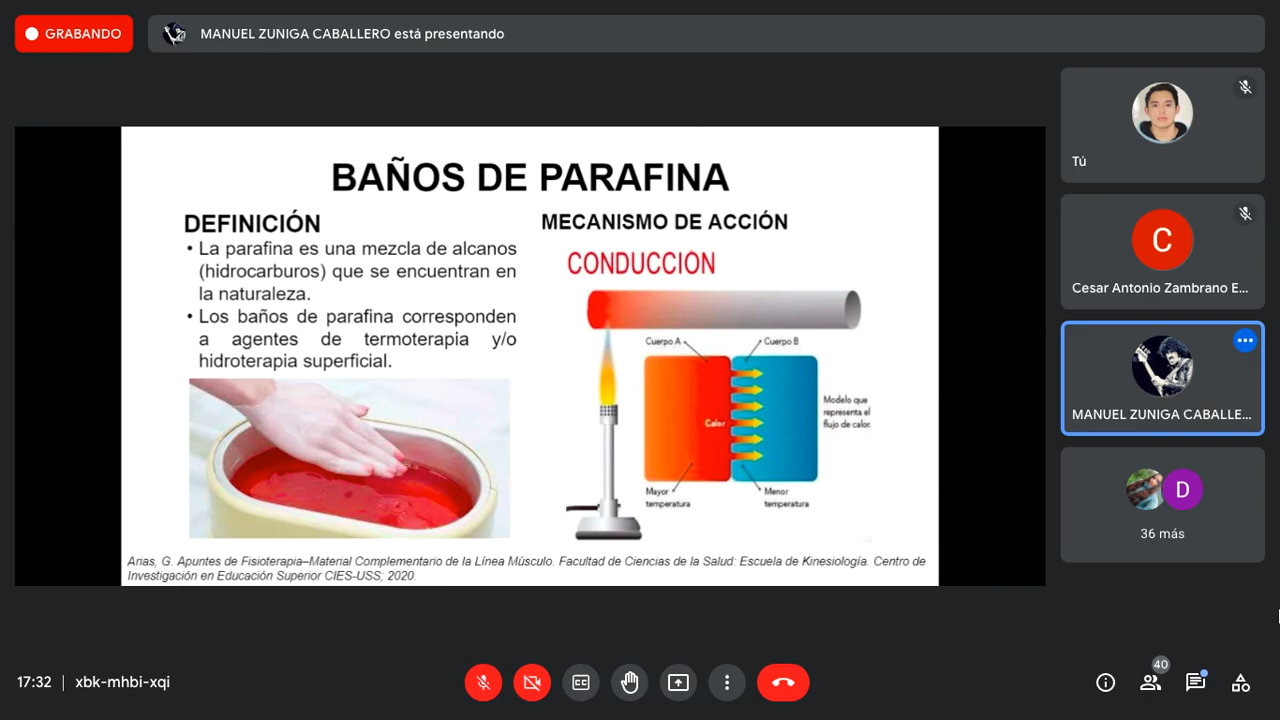 GRABANDO
MANUEL ZUNIGA CABALLERO está presentando
BAÑOS DE PARAFINA
DEFINICIÓN
• La parafina es una mezcla de alcanos
(hidrocarburos) que se encuentran en
la naturaleza.
• Los baños de parafina corresponden
a agentes de termoterapia y/o
hidroterapia superficial.
MECANISMO DE ACCIÓN
CONDUCCIÓN
Cuerpo A
Cuerpo B
Calor
Modelo que
representa el
flujo de calor.
Mayor
temperatura
Menor
temperatura
Arias, G. Apuntes de Fisioterapia–Material Complementario de la Línea Músculo. Facultad de Ciencias de la Salud: Escuela de Kinesiología. Centro de
Investigación en Educación Superior CIES-USS; 2020.
Tú
C
Cesar Antonio Zambrano E...
MANUEL ZUNIGA CABALLE...
D
36 más
17:32 | xbk-mhbi-xqi
CC
40